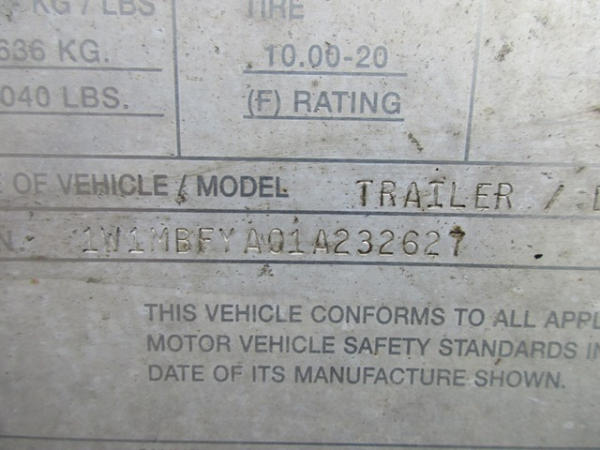 KG / LBS
TIRE
636 KG.
10.00-20
040 LBS.
(F) RATING
OF VEHICLE / MODEL TRAILER /
N. 1W1MBFYA01A232627
THIS VEHICLE CONFORMS TO ALL APPL
MOTOR VEHICLE SAFETY STANDARDS IN
DATE OF ITS MANUFACTURE SHOWN.